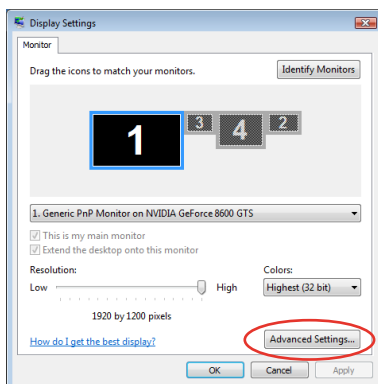 Display Settings
Monitor
Drag the icons to match your monitors.
Identify Monitors
1
3
4
2
1. Generic PnP Monitor on NVIDIA GeForce 8600 GTS
This is my main monitor
Extend the desktop onto this monitor
Resolution:
Colors:
Low
High
Highest (32 bit)
1920 by 1200 pixels
How do I get the best display?
Advanced Settings...
OK
Cancel
Apply